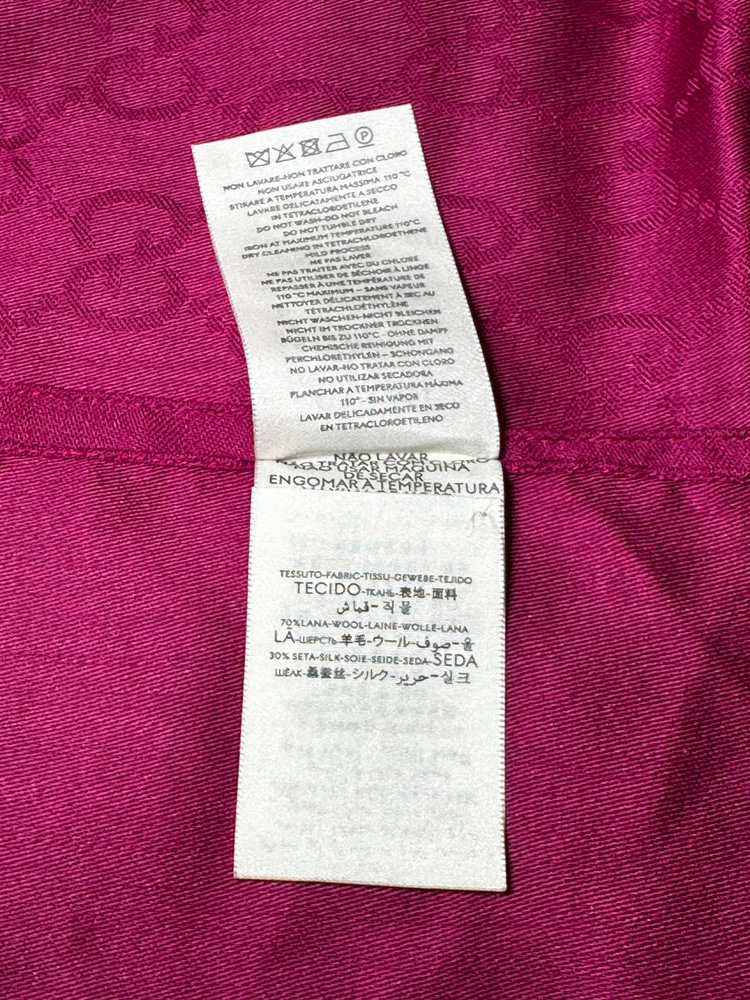 P
NON LAVARE-NON TRATTARE CON CLORO
NON USARE ASCIUGATRICE
STIRARE A TEMPERATURA MASSIMA 110 °C
LAVARE DELICATAMENTE A SECCO
IN TETRACLOROETILENE
DO NOT WASH-DO NOT BLEACH
DO NOT TUMBLE DRY
IRON AT MAXIMUM TEMPERATURE 110°C
DRY CLEANING IN TETRACHLOROETHENE
MILD PROCESS
NE PAS LAVER
NE PAS TRAITER AVEC DU CHLORE
NE PAS UTILISER DE SÉCHOIR À LINGE
REPASSER À UNE TEMPÉRATURE DE
110 °C MAXIMUM – SANS VAPEUR
NETTOYER DÉLICATEMENT À SEC AU
TÉTRACHLOÉTHYLÈNE
NICHT WASCHEN-NICHT BLEICHEN
NICHT IM TROCKNER TROCKNEN
BÜGELN BIS ZU 110°C - OHNE DAMPF
CHEMISCHE REINIGUNG MIT
PERCHLORETHYLEN – SCHONGANG
NO LAVAR-NO TRATAR CON CLORO
NO UTILIZAR SECADORA
PLANCHAR A TEMPERATURA MÁXIMA
110° - SIN VAPOR
LAVAR DELICADAMENTE EN SECO
EN TETRACLOROETILENO
NÃO LAVAR
USAR MÁQUINA
DE SECAR
ENGOMAR A TEMPERATURA
TESSUTO-FABRIC-TISSU-GEWEBE-TEJIDO
TECIDO-ТКАНЬ-表地-面料
قماش-직물
70%LANA-WOOL-LAINE-WOLLE-LANA
LÃ-ШЕРСТЬ-羊毛-ウール-صوف-울
30% SETA-SILK-SOIE-SEIDE-SEDA-SEDA
ШЁЛК-桑蚕丝-シルク-حرير-실크